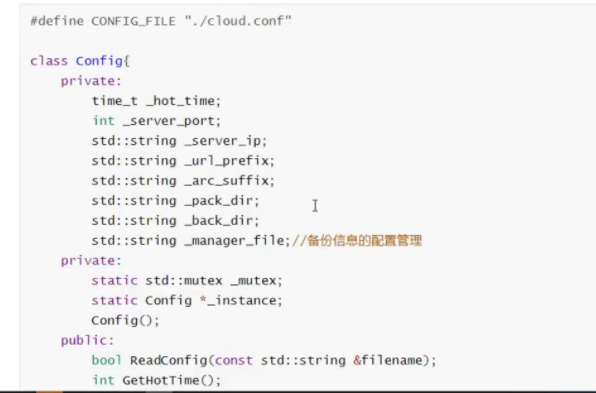 #define CONFIG_FILE "./cloud.conf"
class Config{
private:
time_t _hot_time;
int _server_port;
std::string _server_ip;
std::string _url_prefix;
std::string _arc_suffix;
std::string _pack_dir;
std::string _back_dir;
std::string _manager_file;//备份信息的配置管理
private:
static std::mutex _mutex;
static Config *_instance;
Config();
public:
bool ReadConfig(const std::string &filename);
int GetHotTime();